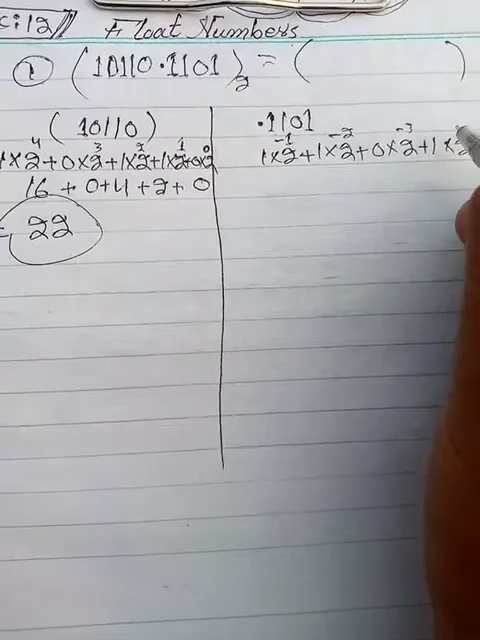 Float Numbers
① (10110.1101)₂ = ( )
(10110)
1×2⁴+0×2³+1×2²+1×2¹+0×2⁰
16 + 0+4+2+0
= 22
.1101
1×2⁻¹+1×2⁻²+0×2⁻³+1×2